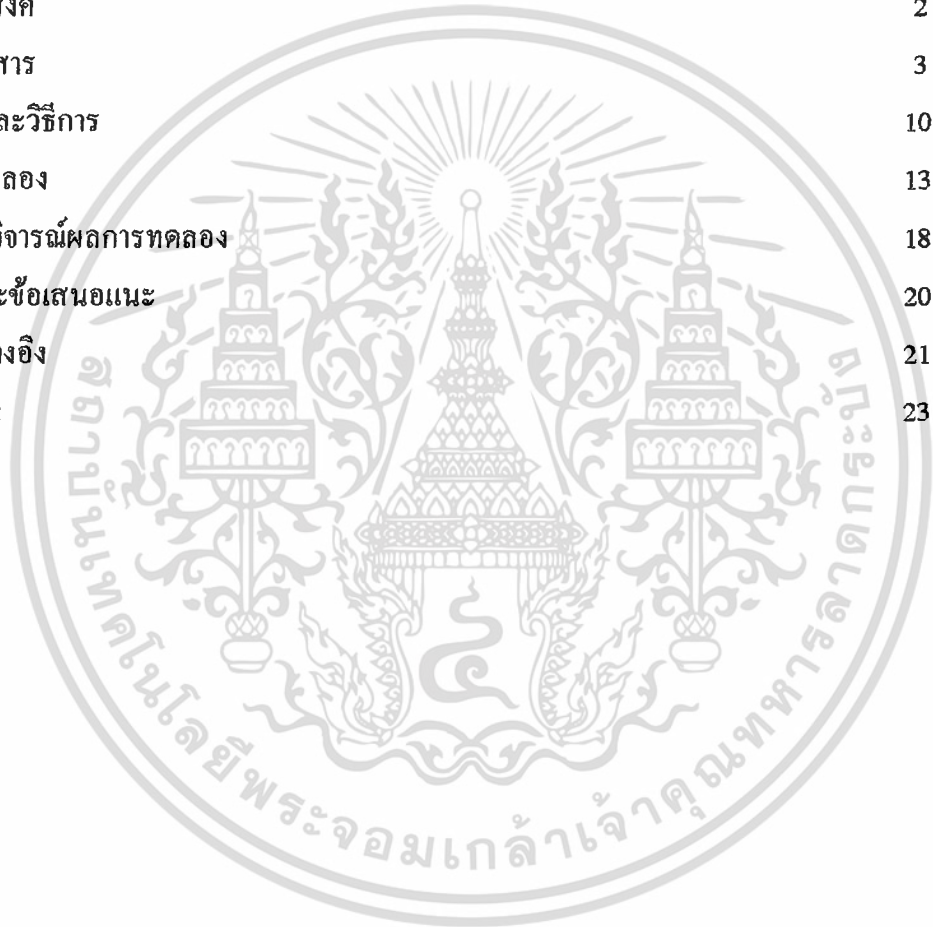 สงค์ 2
สาร 3
ละวิธีการ 10
ลอง 13
วิจารณ์ผลการทดลอง 18
ะข้อเสนอแนะ 20
งอิง 21
23
สถาบันเทคโนโลยีพระจอมเกล้าเจ้าคุณทหารลาดกระบัง